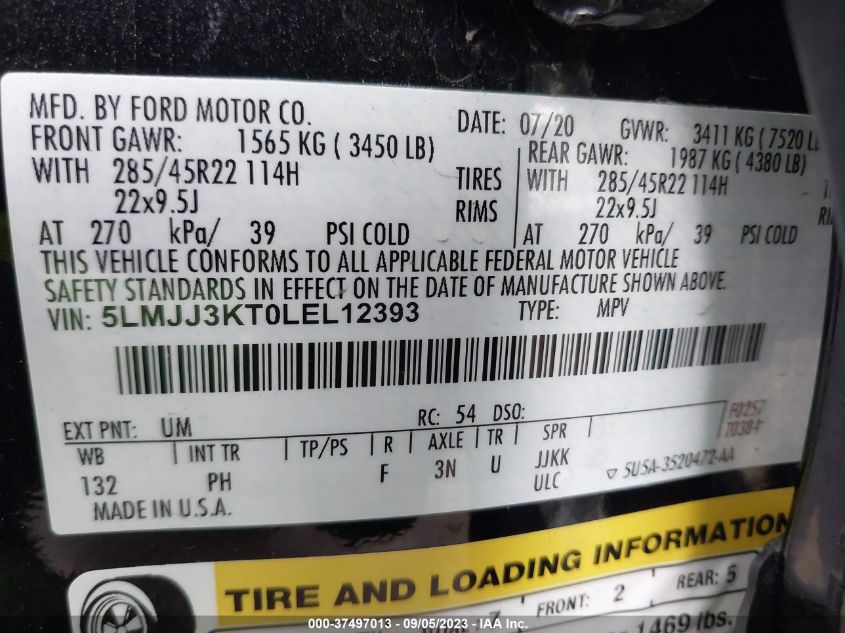 MFD. BY FORD MOTOR CO. DATE: 07/20 GVWR: 3411 KG ( 7520 L
FRONT GAWR: 1565 KG ( 3450 LB) REAR GAWR: 1987 KG ( 4380 LB)
WITH 285/45R22 114H TIRES WITH 285/45R22 114H
22x9.5J RIMS 22x9.5J RI
AT 270 kPa/ 39 PSI COLD AT 270 kPa/ 39 PSI COLD
THIS VEHICLE CONFORMS TO ALL APPLICABLE FEDERAL MOTOR VEHICLE
SAFETY STANDARDS IN EFFECT ON THE DATE OF MANUFACTURE SHOWN ABOVE.
VIN: 5LMJJ3KT0LEL12393 TYPE: MPV
EXT PNT: UM RC: 54 DSO: F0257
T0384
WB INT TR TP/PS R AXLE TR SPR
132 PH F 3N U JJKK
ULC ▽ 5U5A-3520472-AA
MADE IN U.S.A.
TIRE AND LOADING INFORMATION
FRONT: 2 REAR: 5
1469 lbs.
000-37497013 - 09/05/2023 - IAA Inc.